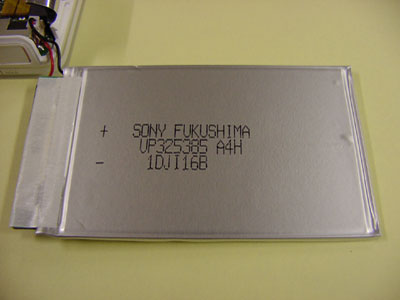 + SONY FUKUSHIMA
UP325385 A4H
- 1DJI16B